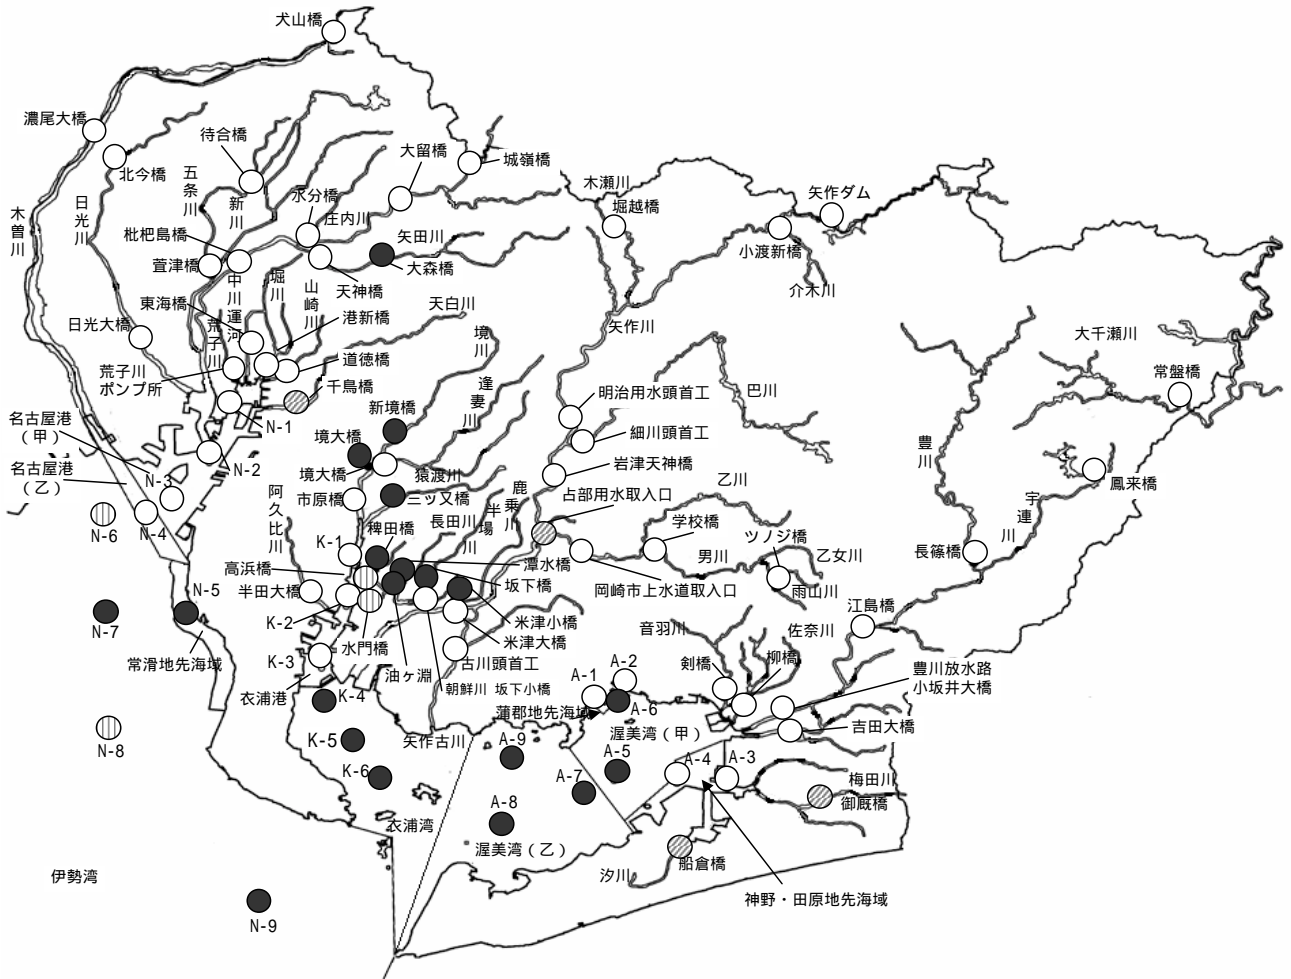 犬山橋
濃尾大橋
待合橋
大留橋
城嶺橋
北今橋
五条川
新川
水分橋
庄内川
木瀬川
堀越橋
矢作ダム
木曽川
日光川
枇杷島橋
矢田川
大森橋
小渡新橋
萱津橋
天神橋
介木川
中川運河
堀川
山崎川
東海橋
天白川
港新橋
矢作川
日光大橋
荒子川
境川
大千瀬川
道徳橋
荒子川
ポンプ所
千鳥橋
逢妻川
常盤橋
明治用水頭首工
巴川
名古屋港
(甲)
N-1
新境橋
細川頭首工
境大橋
豊川
名古屋港
(乙)
N-2
境大橋
猿渡川
岩津天神橋
N-3
市原橋
三ツ又橋
鹿乗川
占部用水取入口
乙川
鳳来橋
阿久比川
半場川
宇連川
N-6
N-4
稗田橋
長田川
学校橋
ツノジ橋
K-1
男川
乙女川
長篠橋
高浜橋
潭水橋
半田大橋
坂下橋
岡崎市上水道取入口
雨山川
N-5
江島橋
N-7
K-2
米津小橋
音羽川
佐奈川
常滑地先海域
水門橋
米津大橋
K-3
古川頭首工
A-2
剣橋
柳橋
豊川放水路
小坂井大橋
油ヶ淵
A-1
衣浦港
K-4
朝鮮川 坂下小橋
蒲郡地先海域
A-6
吉田大橋
N-8
K-5
矢作古川
A-9
渥美湾(甲)
A-5
A-4
A-3
K-6
A-7
梅田川
御厩橋
A-8
衣浦湾
渥美湾(乙)
船倉橋
伊勢湾
汐川
神野・田原地先海域
N-9